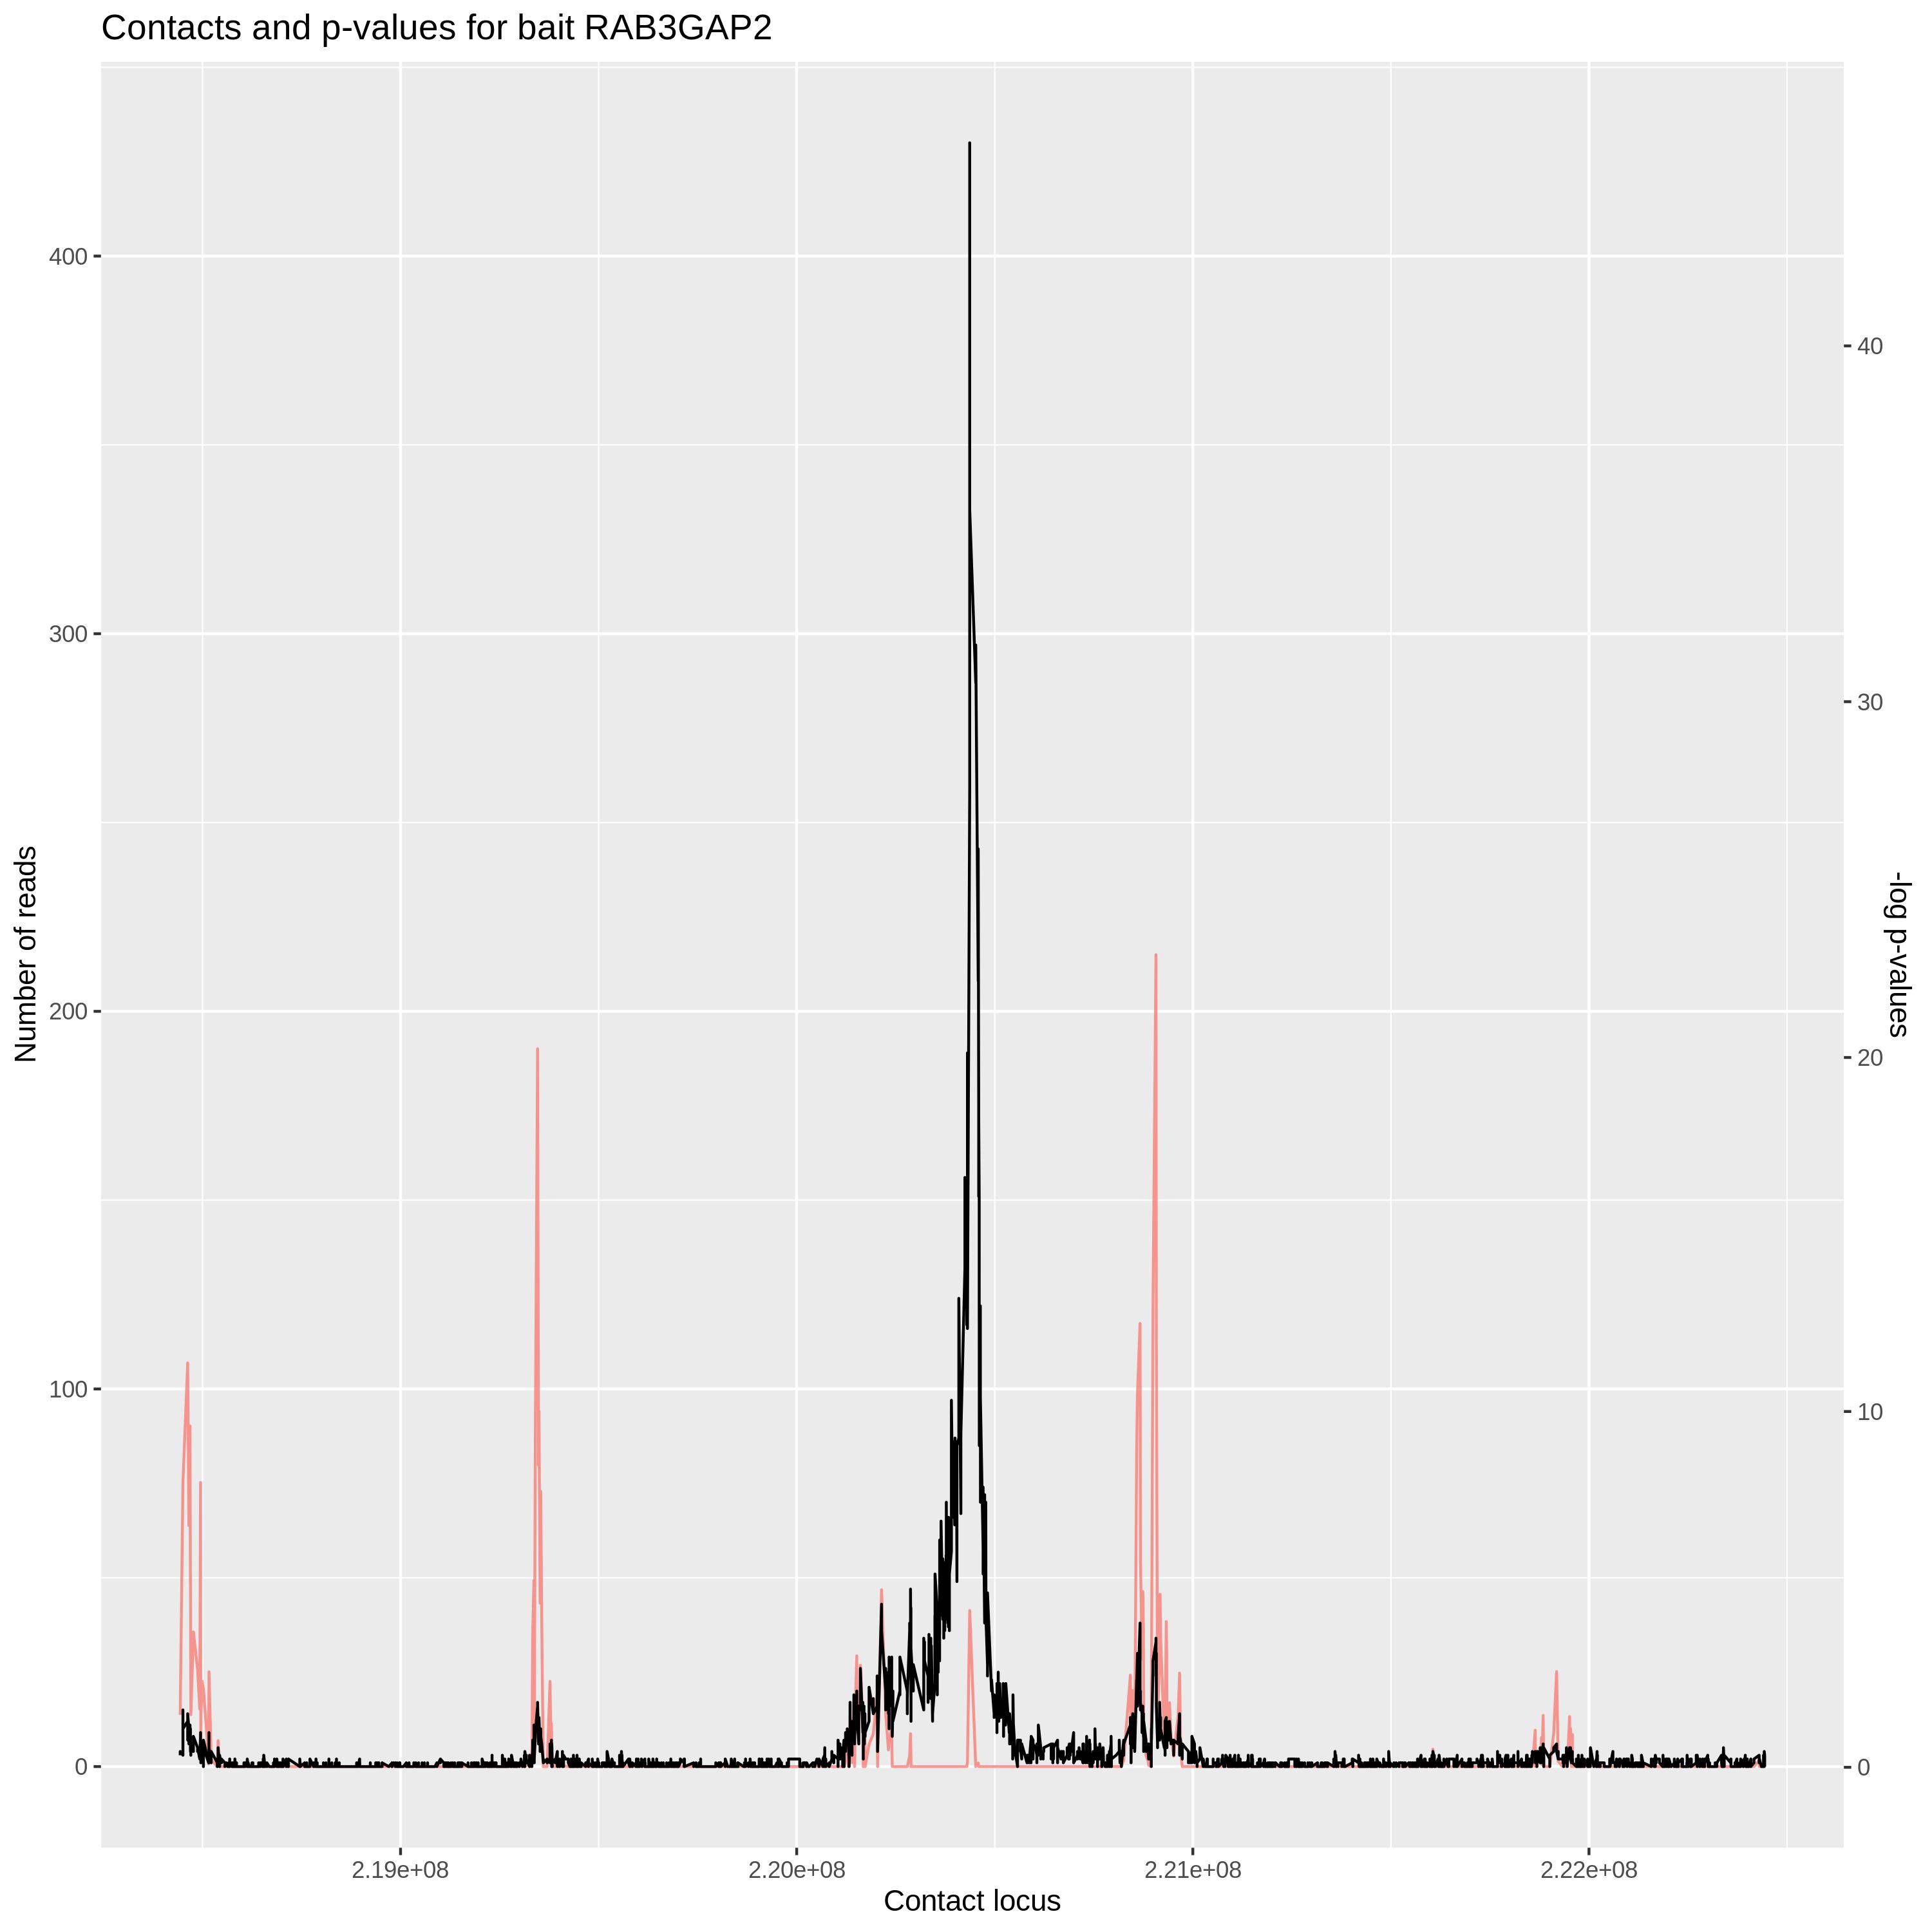 Contacts and p-values for bait RAB3GAP2
400
300
200
100
0
Number of reads
40
30
20
10
0
-log p-values
2.19e+08 2.20e+08 2.21e+08 2.22e+08
Contact locus